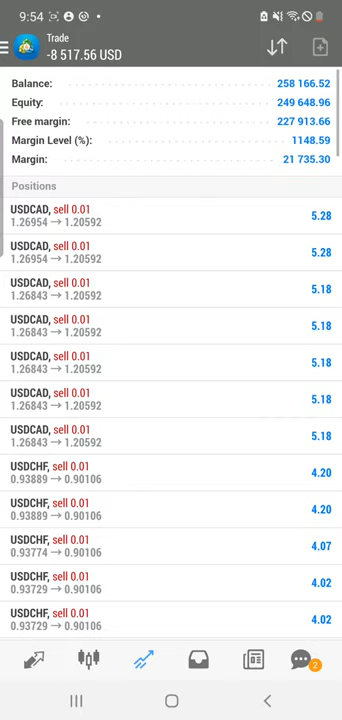 9:54
Trade
-8 517.56 USD
Balance: 258 166.52
Equity: 249 648.96
Free margin: 227 913.66
Margin Level (%): 1148.59
Margin: 21 735.30
Positions
USDCAD, sell 0.01
1.26954 → 1.20592 5.28
USDCAD, sell 0.01
1.26954 → 1.20592 5.28
USDCAD, sell 0.01
1.26843 → 1.20592 5.18
USDCAD, sell 0.01
1.26843 → 1.20592 5.18
USDCAD, sell 0.01
1.26843 → 1.20592 5.18
USDCAD, sell 0.01
1.26843 → 1.20592 5.18
USDCAD, sell 0.01
1.26843 → 1.20592 5.18
USDCHF, sell 0.01
0.93889 → 0.90106 4.20
USDCHF, sell 0.01
0.93889 → 0.90106 4.20
USDCHF, sell 0.01
0.93774 → 0.90106 4.07
USDCHF, sell 0.01
0.93729 → 0.90106 4.02
USDCHF, sell 0.01
0.93729 → 0.90106 4.02
2